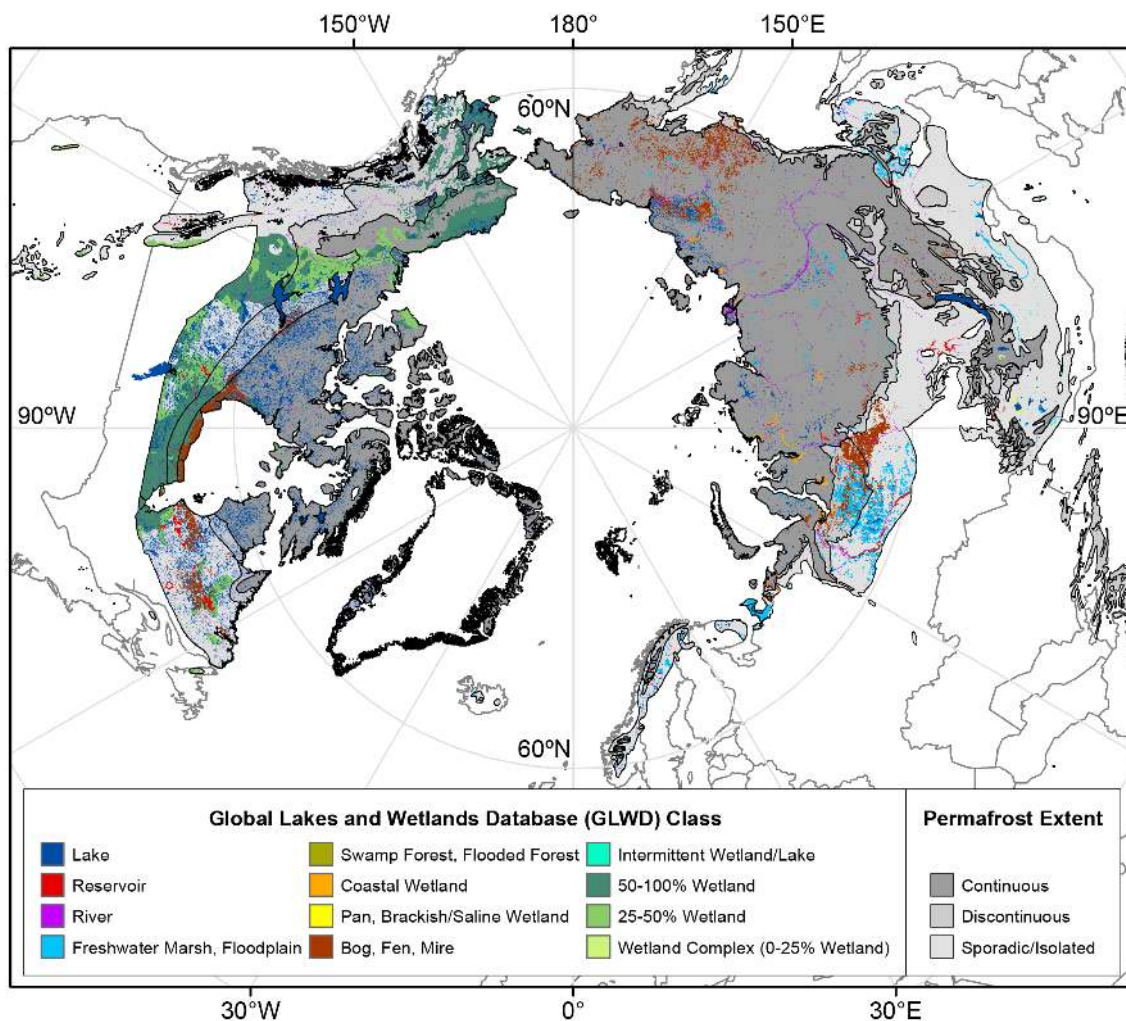 150°W 180° 150°E
60°N
90°W 90°E
60°N
Global Lakes and Wetlands Database (GLWD) Class
Lake
Reservoir
River
Freshwater Marsh, Floodplain
Swamp Forest, Flooded Forest
Coastal Wetland
Pan, Brackish/Saline Wetland
Bog, Fen, Mire
Intermittent Wetland/Lake
50-100% Wetland
25-50% Wetland
Wetland Complex (0-25% Wetland)
Permafrost Extent
Continuous
Discontinuous
Sporadic/Isolated
30°W 0° 30°E